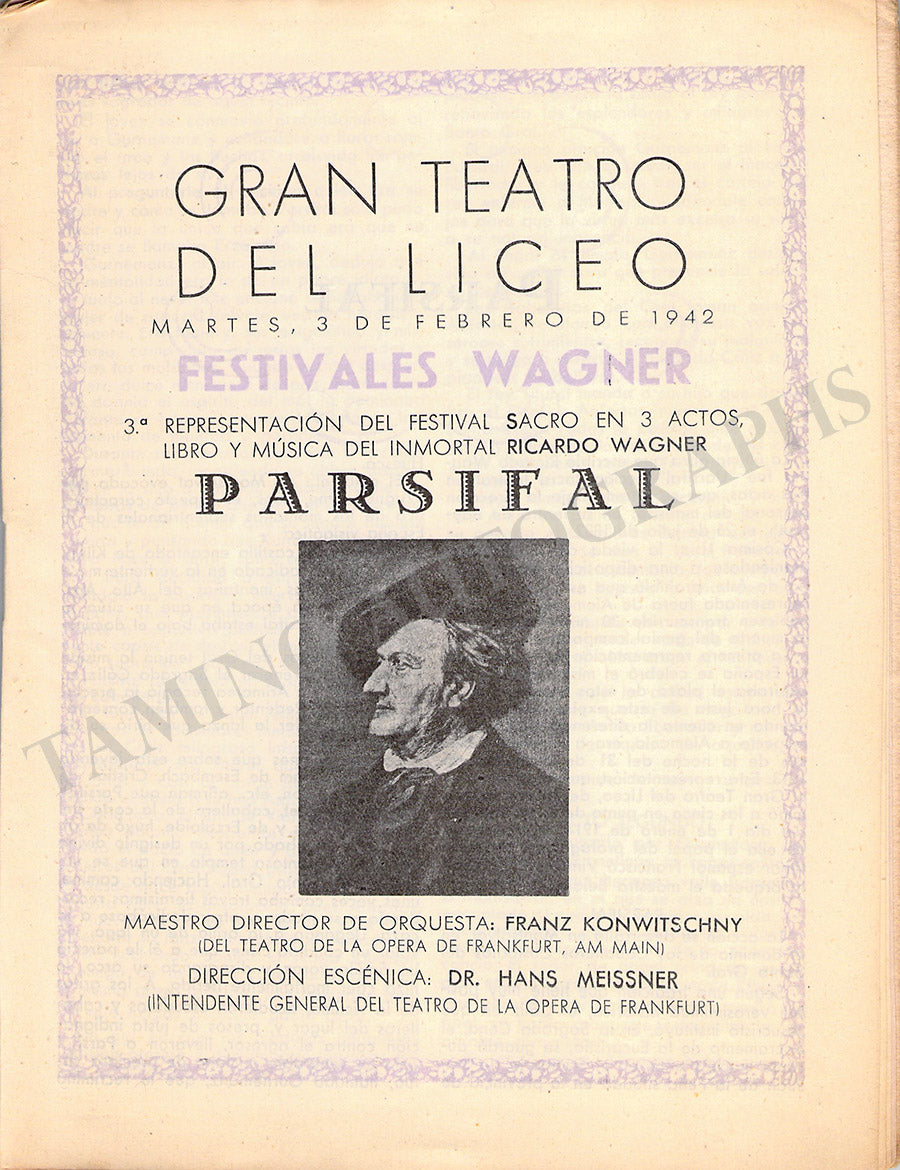 GRAN TEATRO
DEL LICEO
MARTES, 3 DE FEBRERO DE 1942
FESTIVALES WAGNER
3.ª REPRESENTACIÓN DEL FESTIVAL SACRO EN 3 ACTOS,
LIBRO Y MÚSICA DEL INMORTAL RICARDO WAGNER
PARSIFAL
TAMINO AUTOGRAPHS
MAESTRO DIRECTOR DE ORQUESTA: FRANZ KONWITSCHNY
(DEL TEATRO DE LA OPERA DE FRANKFURT, AM MAIN)
DIRECCIÓN ESCÉNICA: DR. HANS MEISSNER
(INTENDENTE GENERAL DEL TEATRO DE LA OPERA DE FRANKFURT)